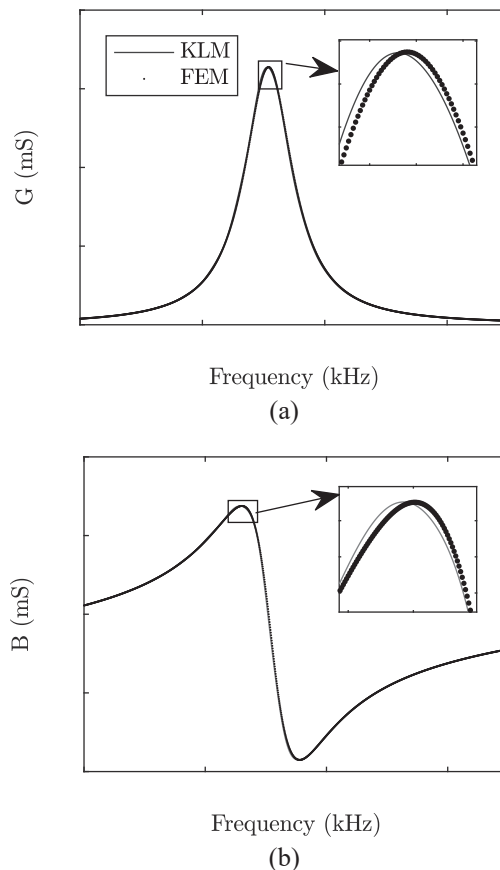 KLM
FEM
G (mS)
Frequency (kHz)
(a)
B (mS)
Frequency (kHz)
(b)